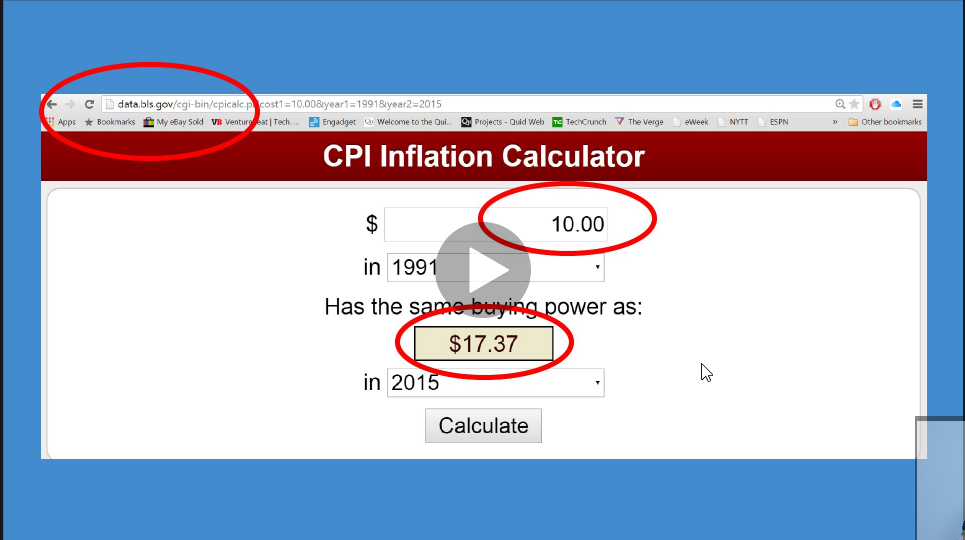 data.bls.gov/cgi-bin/cpicalc.pl?cost1=10.00&year1=1991&year2=2015
Apps Bookmarks My eBay Sold VentureBeat | Tech. ... Engadget Welcome to the Qui... Projects - Quid Web TechCrunch The Verge eWeek NYTT ESPN » Other bookmarks
CPI Inflation Calculator
$ 10.00
in 1991
Has the same buying power as:
$17.37
in 2015
Calculate